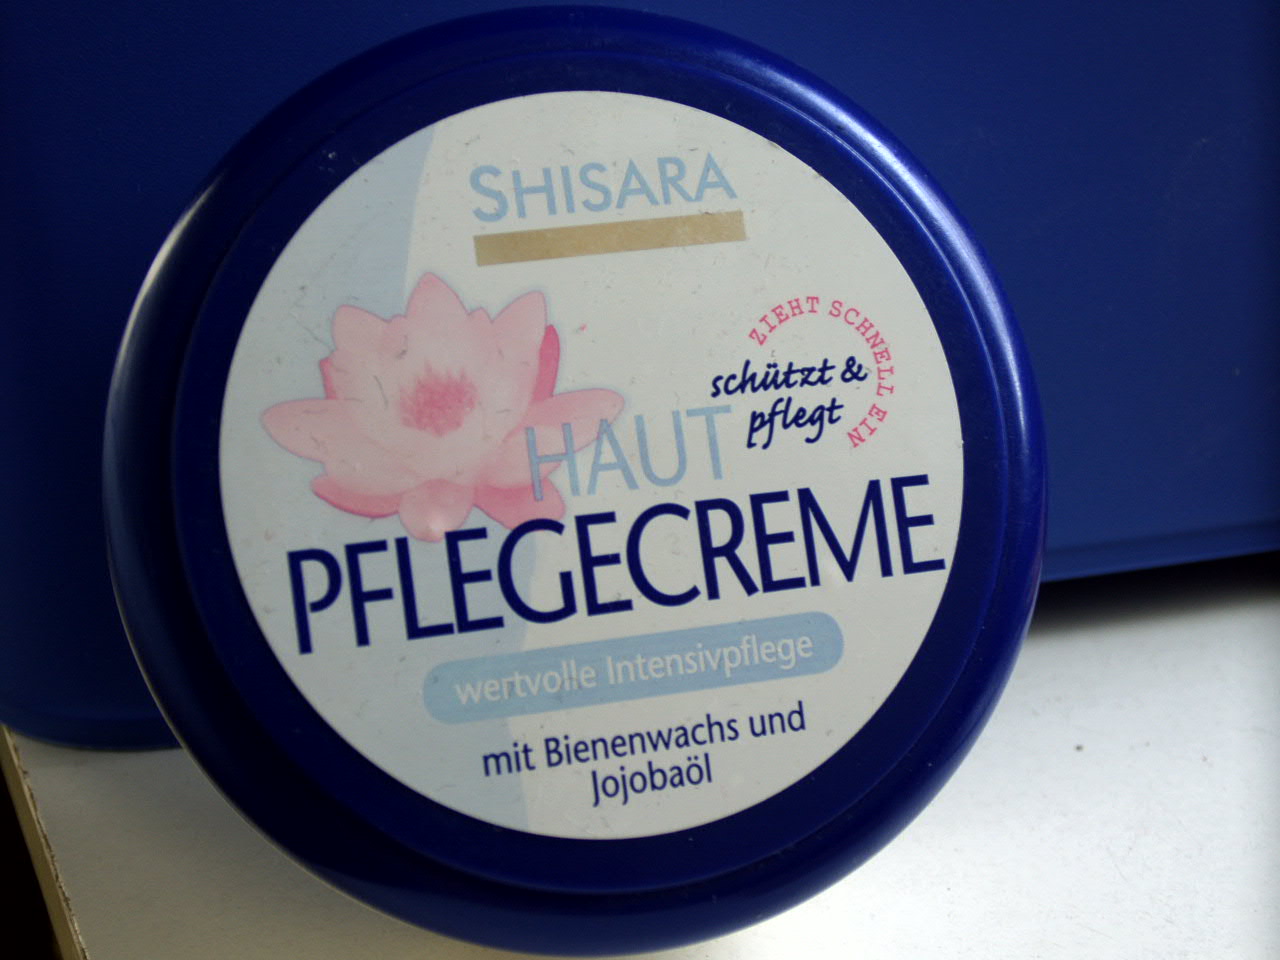 SHISARA
ZIEHT SCHNELL EIN
schützt &
pflegt
HAUT
PFLEGECREME
wertvolle Intensivpflege
mit Bienenwachs und
Jojobaöl